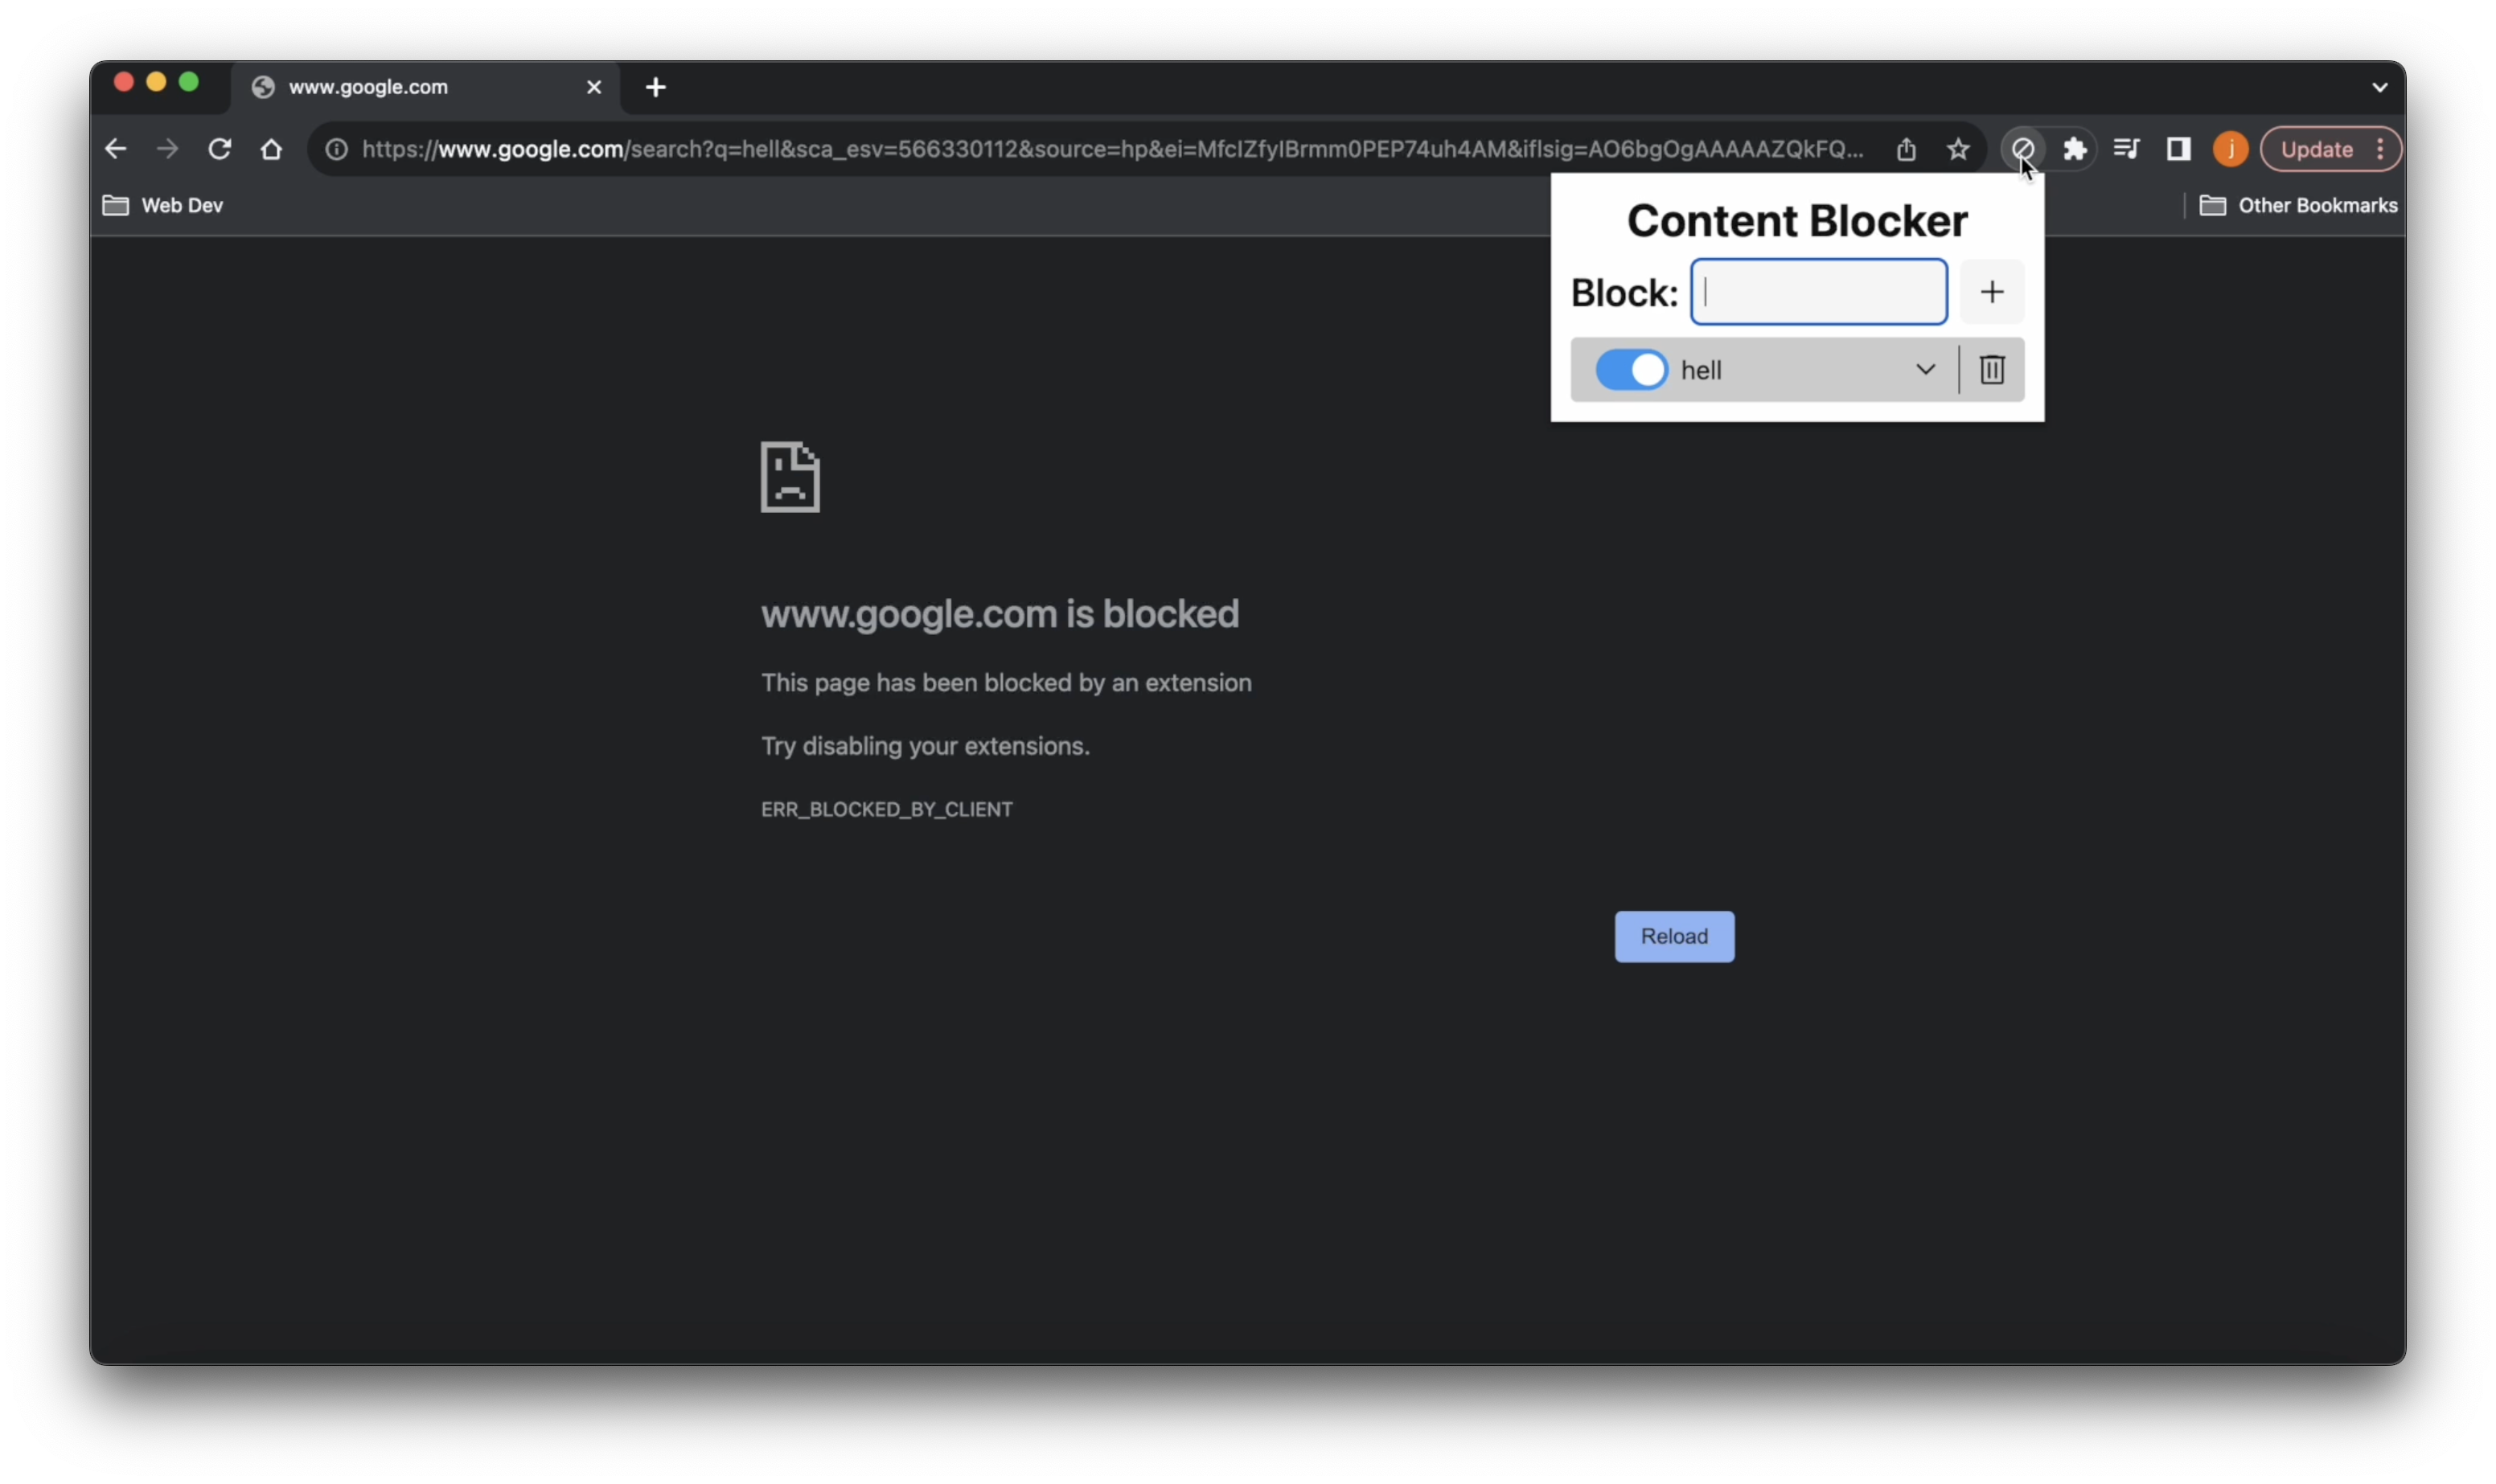 www.google.com
https://www.google.com/search?q=hell&sca_esv=566330112&source=hp&ei=MfcIZfyIBrmm0PEP74uh4AM&iflsig=AO6bgOgAAAAAZQkFQ...
j
Update
Web Dev
Other Bookmarks
Content Blocker
Block:
hell
www.google.com is blocked
This page has been blocked by an extension
Try disabling your extensions.
ERR_BLOCKED_BY_CLIENT
Reload